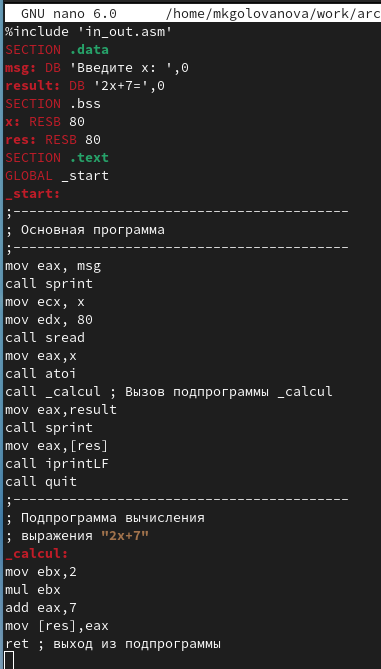 GNU nano 6.0 /home/mkgolovanova/work/arc
%include 'in_out.asm'
SECTION .data
msg: DB 'Введите x: ',0
result: DB '2x+7=',0
SECTION .bss
x: RESB 80
res: RESB 80
SECTION .text
GLOBAL _start
_start:
;------------------------------------------
; Основная программа
;------------------------------------------
mov eax, msg
call sprint
mov ecx, x
mov edx, 80
call sread
mov eax,x
call atoi
call _calcul ; Вызов подпрограммы _calcul
mov eax,result
call sprint
mov eax,[res]
call iprintLF
call quit
;------------------------------------------
; Подпрограмма вычисления
; выражения "2x+7"
_calcul:
mov ebx,2
mul ebx
add eax,7
mov [res],eax
ret ; выход из подпрограммы